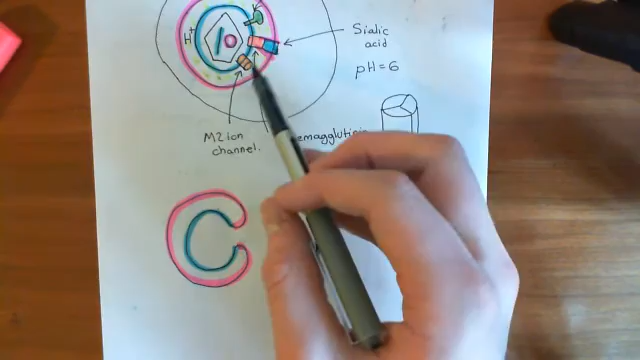 H+
Sialic
acid
pH=6
M2 Ion
channel.